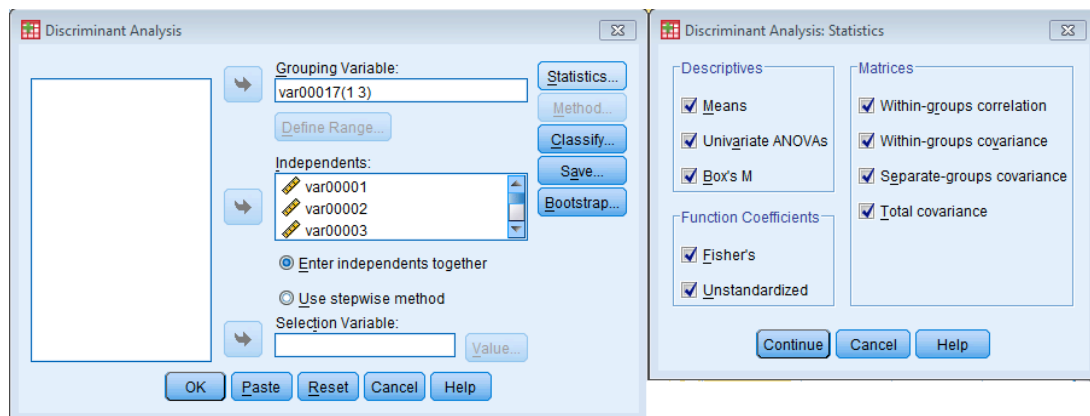 Discriminant Analysis
Grouping Variable:
var00017(1 3)
Define Range...
Independents:
var00001
var00002
var00003
Enter independents together
Use stepwise method
Selection Variable:
Value...
Statistics...
Method...
Classify...
Save...
Bootstrap...
OK
Paste
Reset
Cancel
Help
Discriminant Analysis: Statistics
Descriptives
Means
Univariate ANOVAs
Box's M
Function Coefficients
Fisher's
Unstandardized
Matrices
Within-groups correlation
Within-groups covariance
Separate-groups covariance
Total covariance
Continue
Cancel
Help